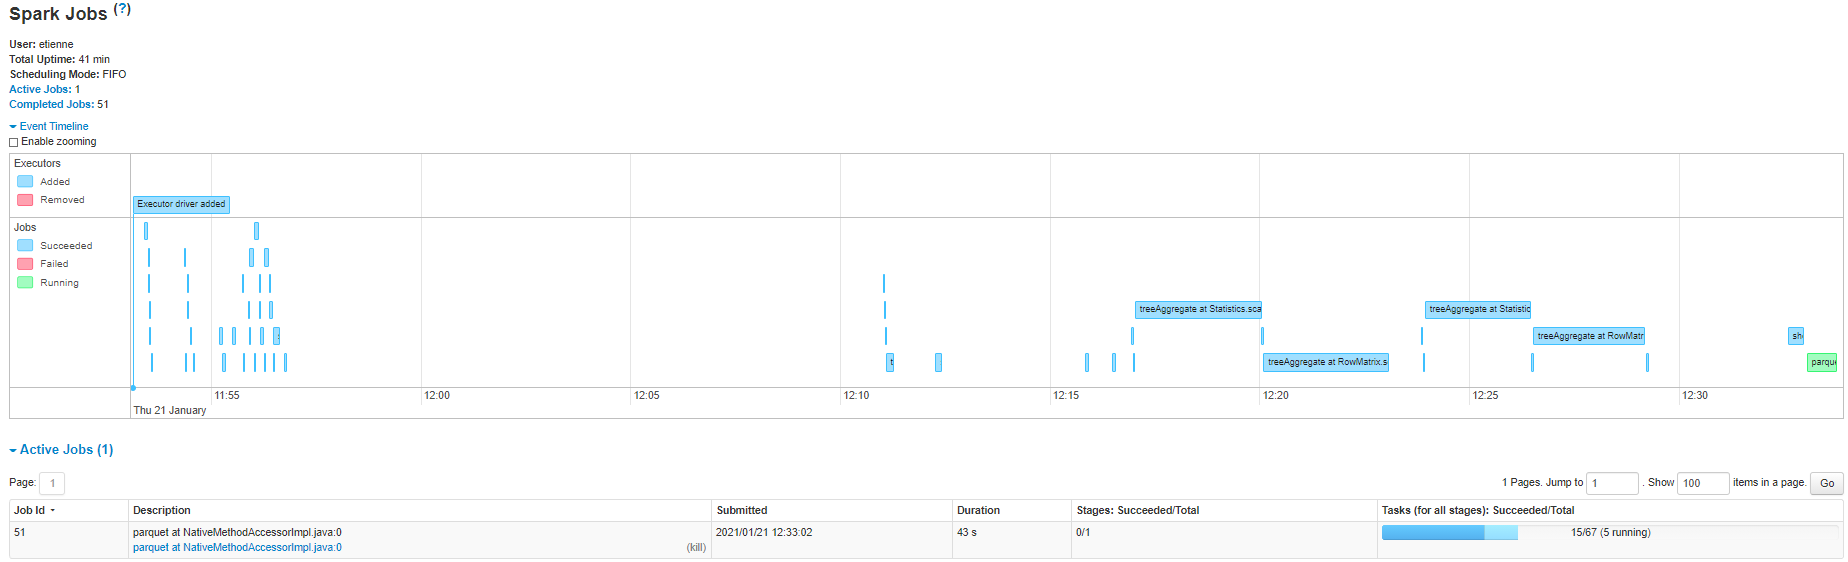 Spark Jobs (?)
User: etienne
Total Uptime: 41 min
Scheduling Mode: FIFO
Active Jobs: 1
Completed Jobs: 51
Event Timeline
Enable zooming
Executors
Added
Removed
Executor driver added
Jobs
Succeeded
Failed
Running
treeAggregate at Statistics.sca
treeAggregate at Statistic
treeAggregate at RowMatr
sh
treeAggregate at RowMatrix.s
parqu
11:55
12:00
12:05
12:10
12:15
12:20
12:25
12:30
Thu 21 January
Active Jobs (1)
Page: 1
1 Pages. Jump to 1 . Show 100 items in a page. Go
Job Id Description Submitted Duration Stages: Succeeded/Total Tasks (for all stages): Succeeded/Total
51 parquet at NativeMethodAccessorImpl.java:0 2021/01/21 12:33:02 43 s 0/1 15/67 (5 running)
parquet at NativeMethodAccessorImpl.java:0 (kill)